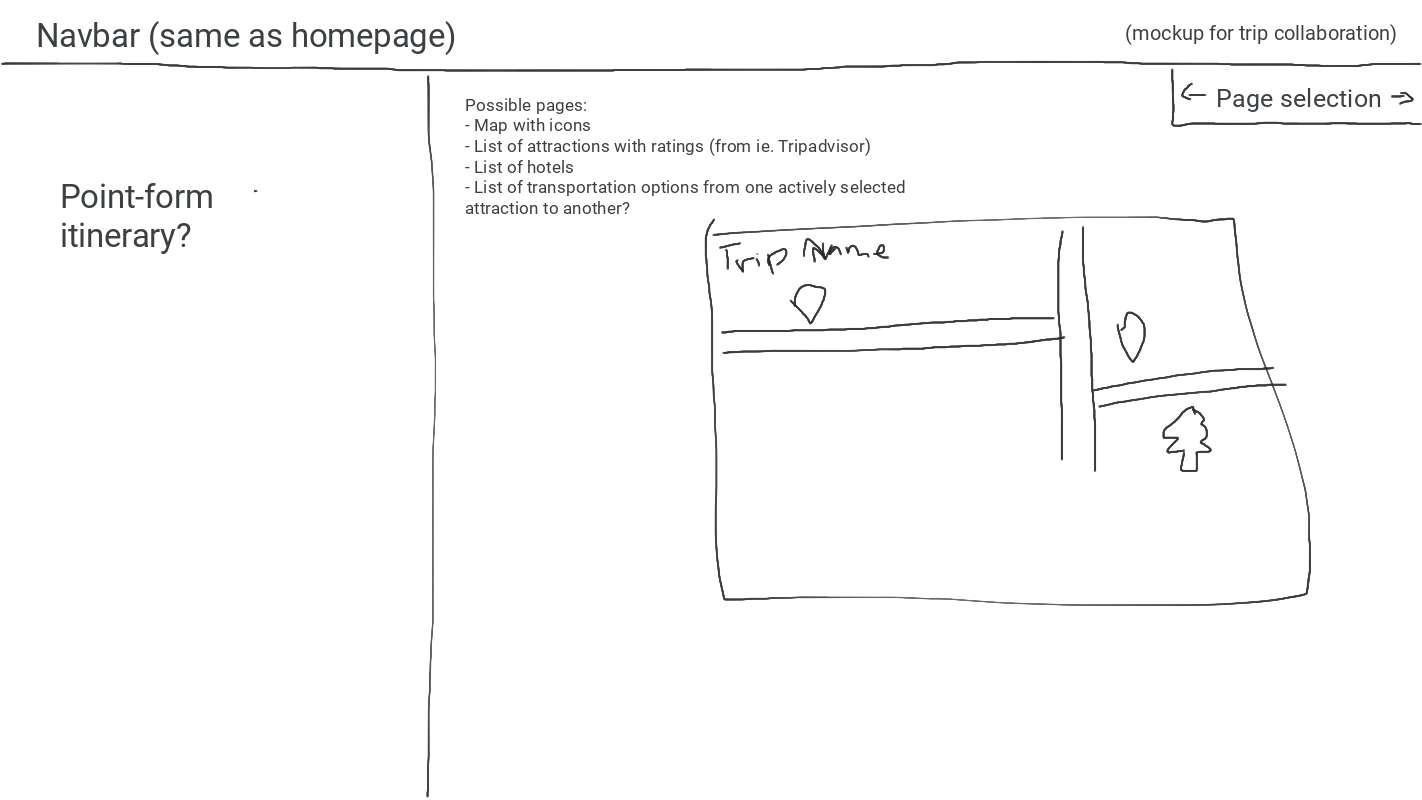 Navbar (same as homepage)
(mockup for trip collaboration)
← Page selection →
Point-form
itinerary?
Possible pages:
- Map with icons
- List of attractions with ratings (from ie. Tripadvisor)
- List of hotels
- List of transportation options from one actively selected
attraction to another?
Trip Name